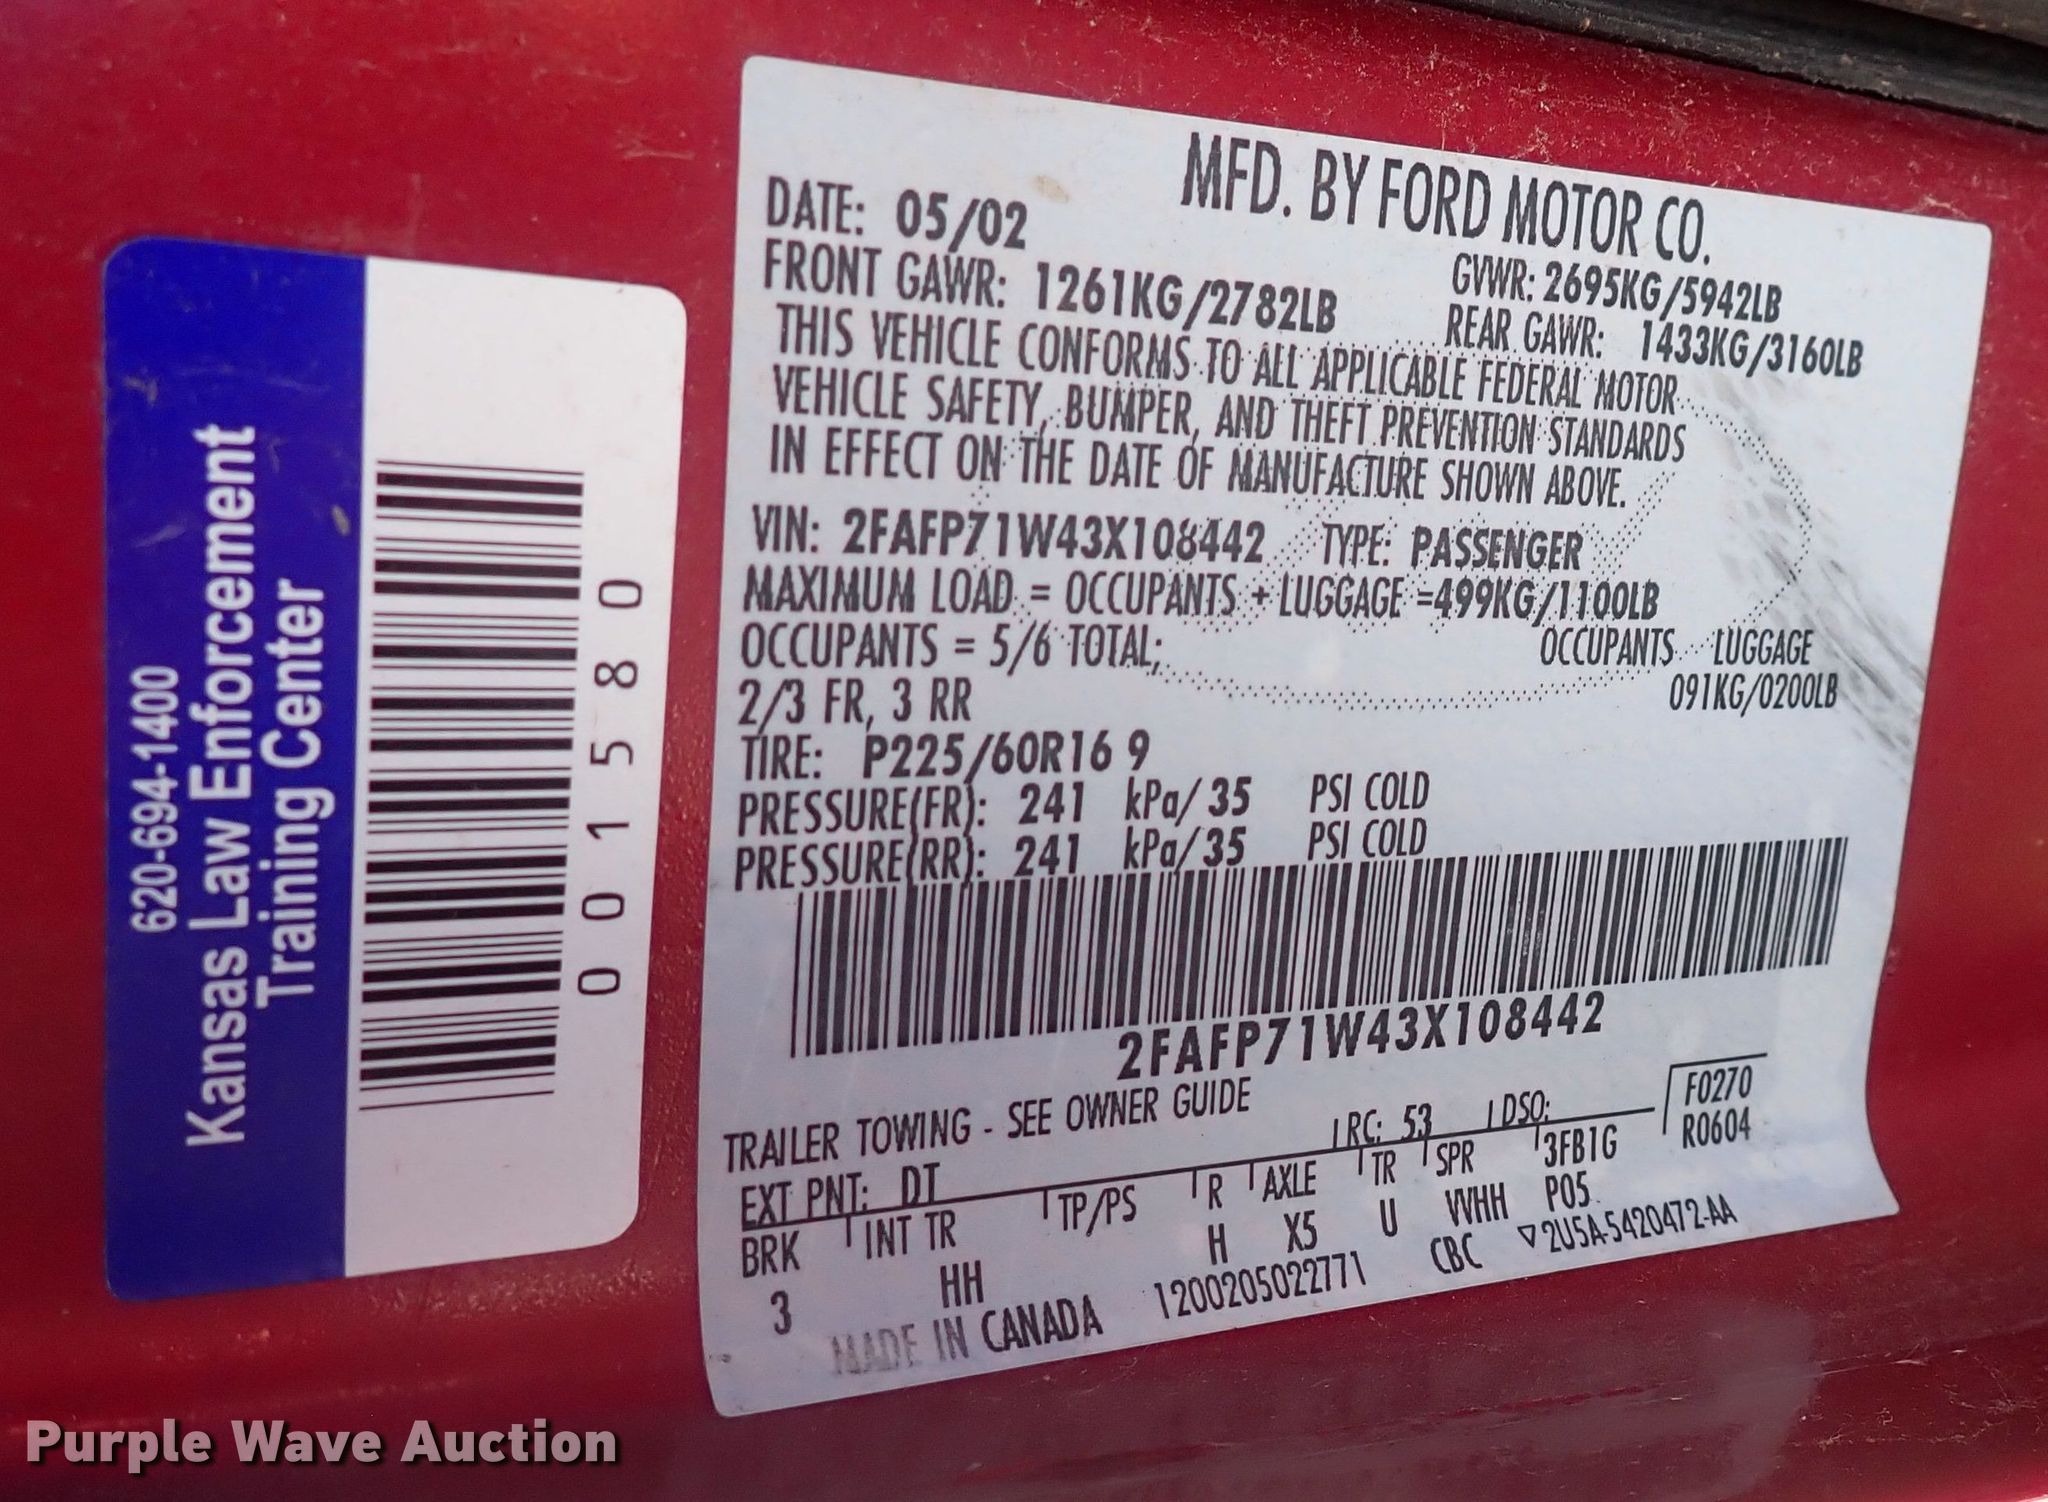 620-694-1400
Kansas Law Enforcement
Training Center
001580
MFD. BY FORD MOTOR CO.
DATE: 05/02
GVWR: 2695KG/5942LB
FRONT GAWR: 1261KG/2782LB
REAR GAWR: 1433KG/3160LB
THIS VEHICLE CONFORMS TO ALL APPLICABLE FEDERAL MOTOR
VEHICLE SAFETY, BUMPER, AND THEFT PREVENTION STANDARDS
IN EFFECT ON THE DATE OF MANUFACTURE SHOWN ABOVE.
VIN: 2FAFP71W43X108442 TYPE: PASSENGER
MAXIMUM LOAD = OCCUPANTS + LUGGAGE =499KG/1100LB
OCCUPANTS = 5/6 TOTAL; OCCUPANTS LUGGAGE
2/3 FR, 3 RR 091KG/0200LB
TIRE: P225/60R16 9
PRESSURE(FR): 241 kPa/ 35 PSI COLD
PRESSURE(RR): 241 kPa/ 35 PSI COLD
2FAFP71W43X108442
TRAILER TOWING - SEE OWNER GUIDE
F0270
EXT PNT: DT RC: 53 DSO: R0604
BRK INT TR TP/PS R AXLE TR SPR 3FB1G
3 HH H X5 U VVHH P05
MADE IN CANADA 1200205022771 CBC ▽2U5A-5420472-AA
Purple Wave Auction